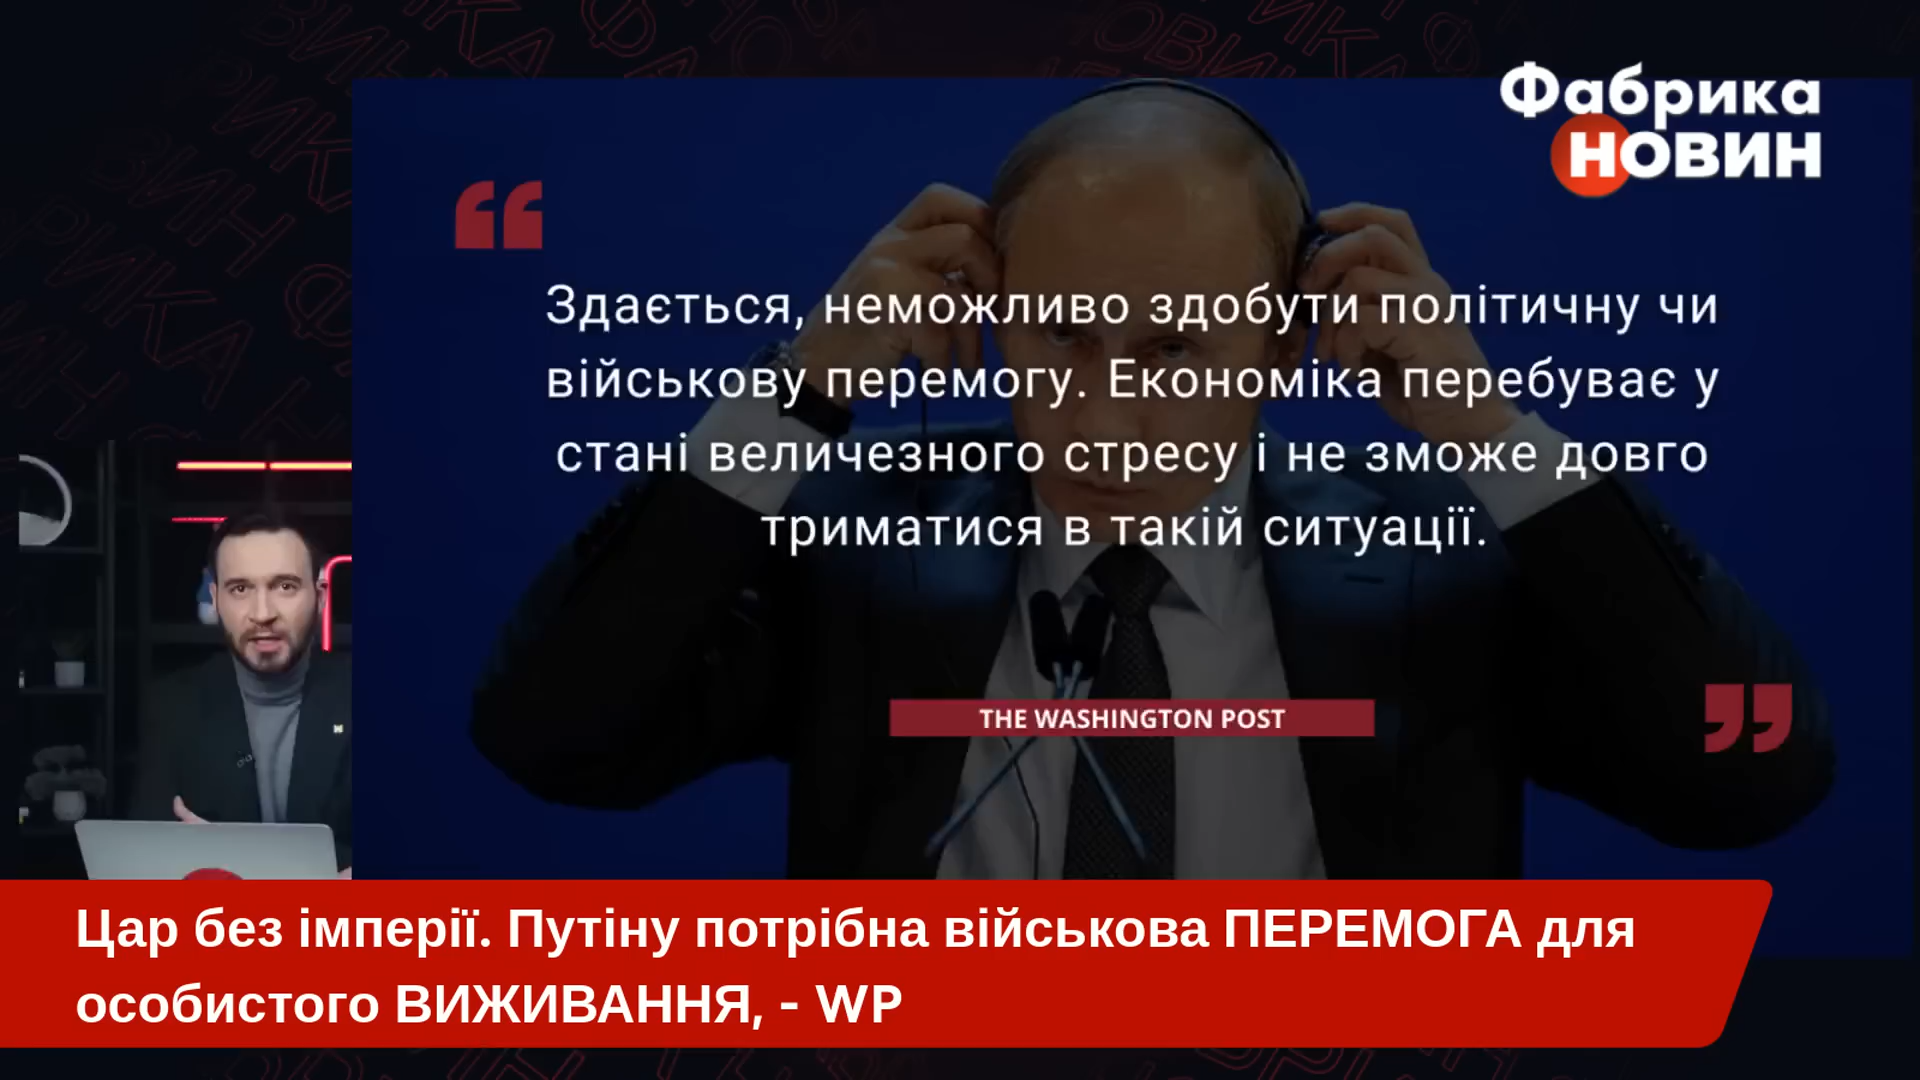 Фабрика
новин
“
Здається, неможливо здобути політичну чи
військову перемогу. Економіка перебуває у
стані величезного стресу і не зможе довго
триматися в такій ситуації.
THE WASHINGTON POST
”
Цар без імперії. Путіну потрібна військова ПЕРЕМОГА для
особистого ВИЖИВАННЯ, - WP